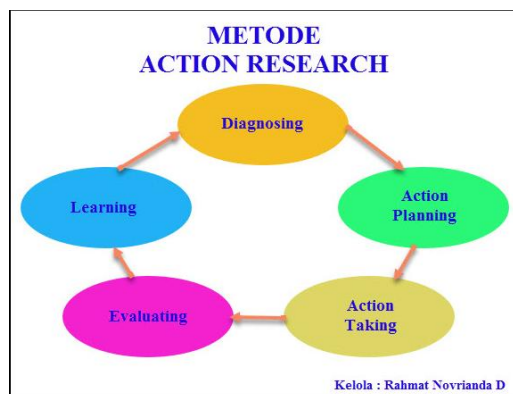 METODE
ACTION RESEARCH
Diagnosing
Action
Planning
Action
Taking
Evaluating
Learning
Kelola : Rahmat Novrianda D